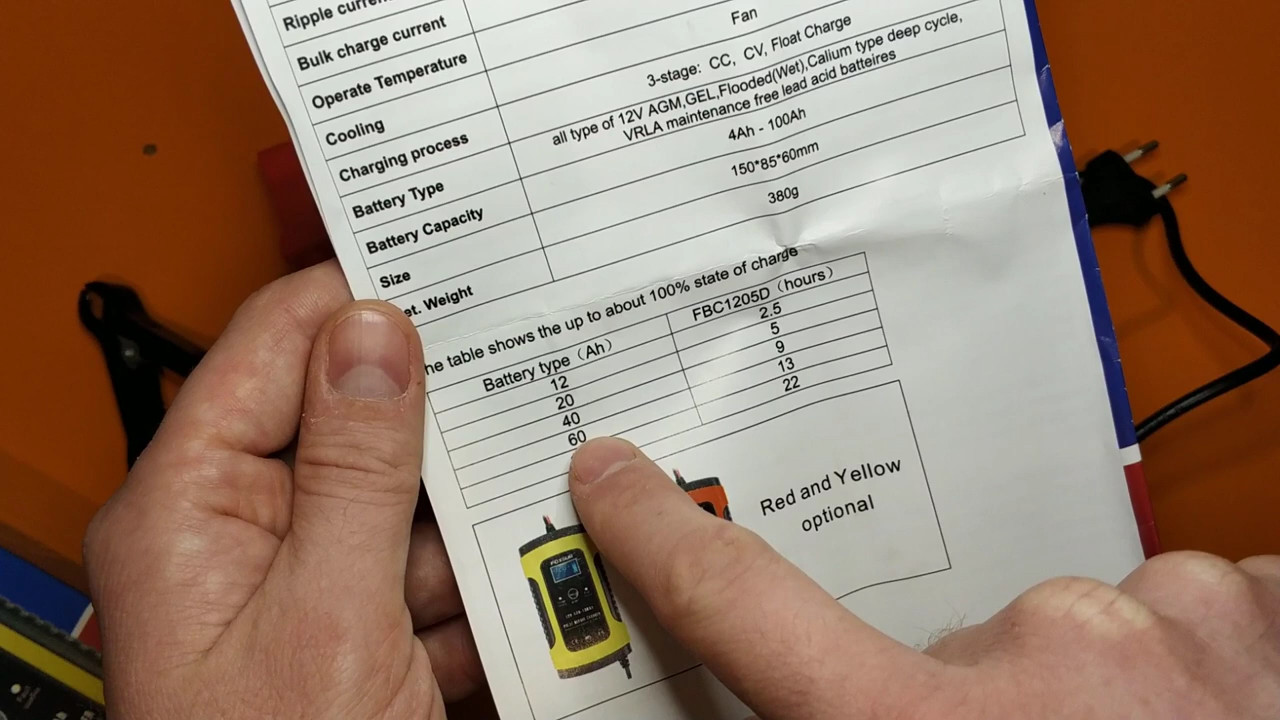 Ripple
Bulk charge current
Operate Temperature
Cooling Fan
Charging process 3-stage: CC, CV, Float Charge
Battery Type all type of 12V AGM,GEL,Flooded(Wet),Calium type deep cycle,
VRLA maintenance free lead acid batteires
Battery Capacity 4Ah - 100Ah
Size 150*85*60mm
et. Weight 380g
he table shows the up to about 100% state of charge
Battery type（Ah） FBC1205D（hours）
12 2.5
20 5
40 9
60 13
22
Red and Yellow
optional